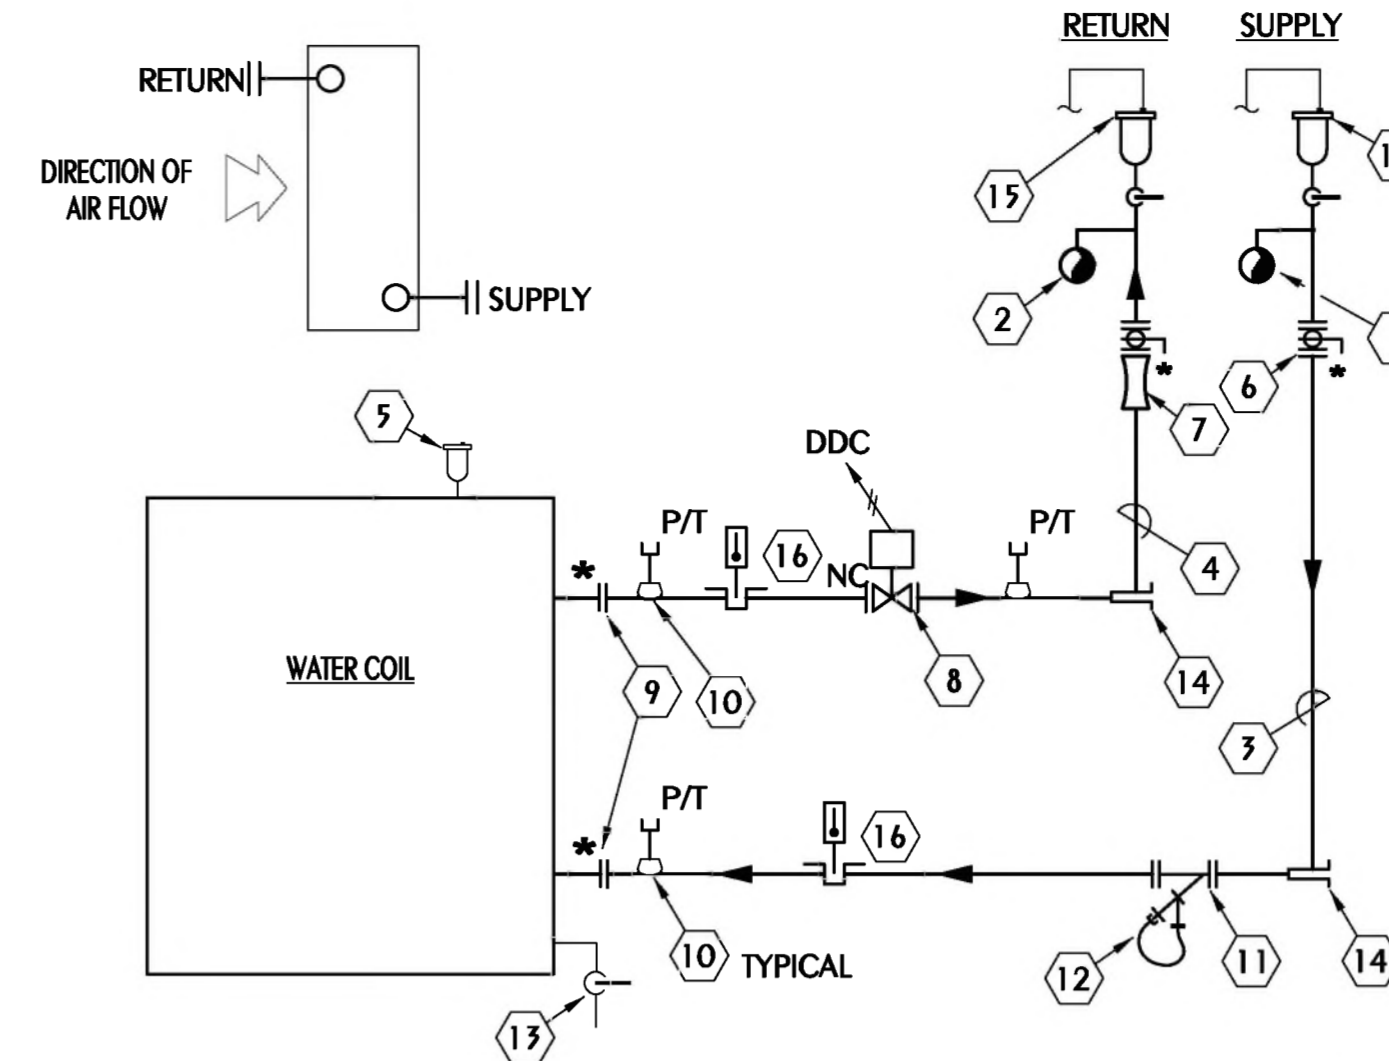 RETURN
SUPPLY
RETURN
DIRECTION OF
AIR FLOW
SUPPLY
15
2
6
*
*
7
5
DDC
P/T
16
NC
P/T
4
*
WATER COIL
9
10
8
14
3
P/T
16
*
10
TYPICAL
12
11
14
13